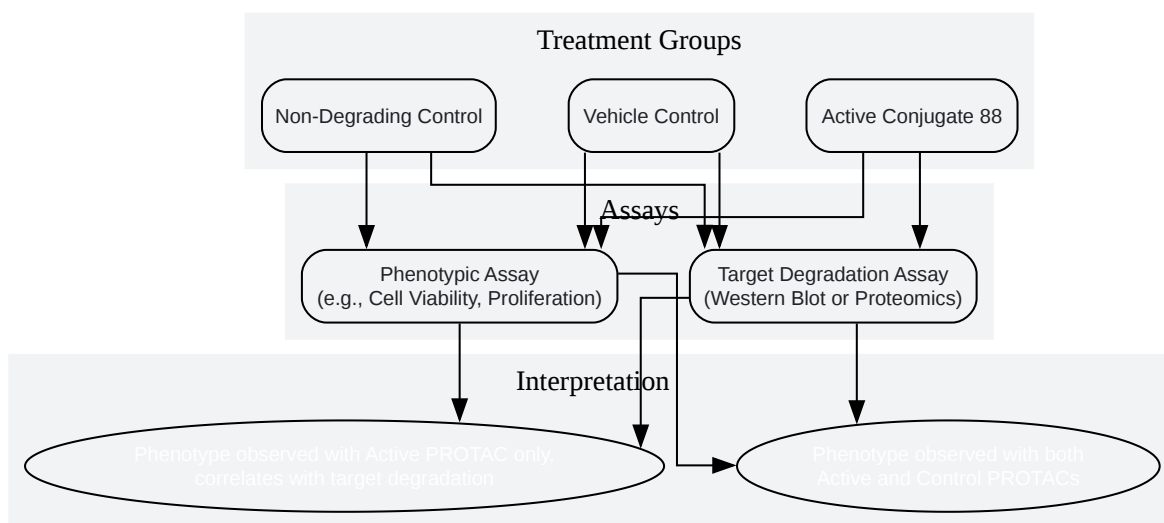 Treatment Groups
Non-Degrading Control
Vehicle Control
Active Conjugate 88
Assays
Phenotypic Assay
(e.g., Cell Viability, Proliferation)
Target Degradation Assay
(Western Blot or Proteomics)
Interpretation
Phenotype observed with Active PROTAC only,
correlates with target degradation
Phenotype observed with both
Active and Control PROTACs